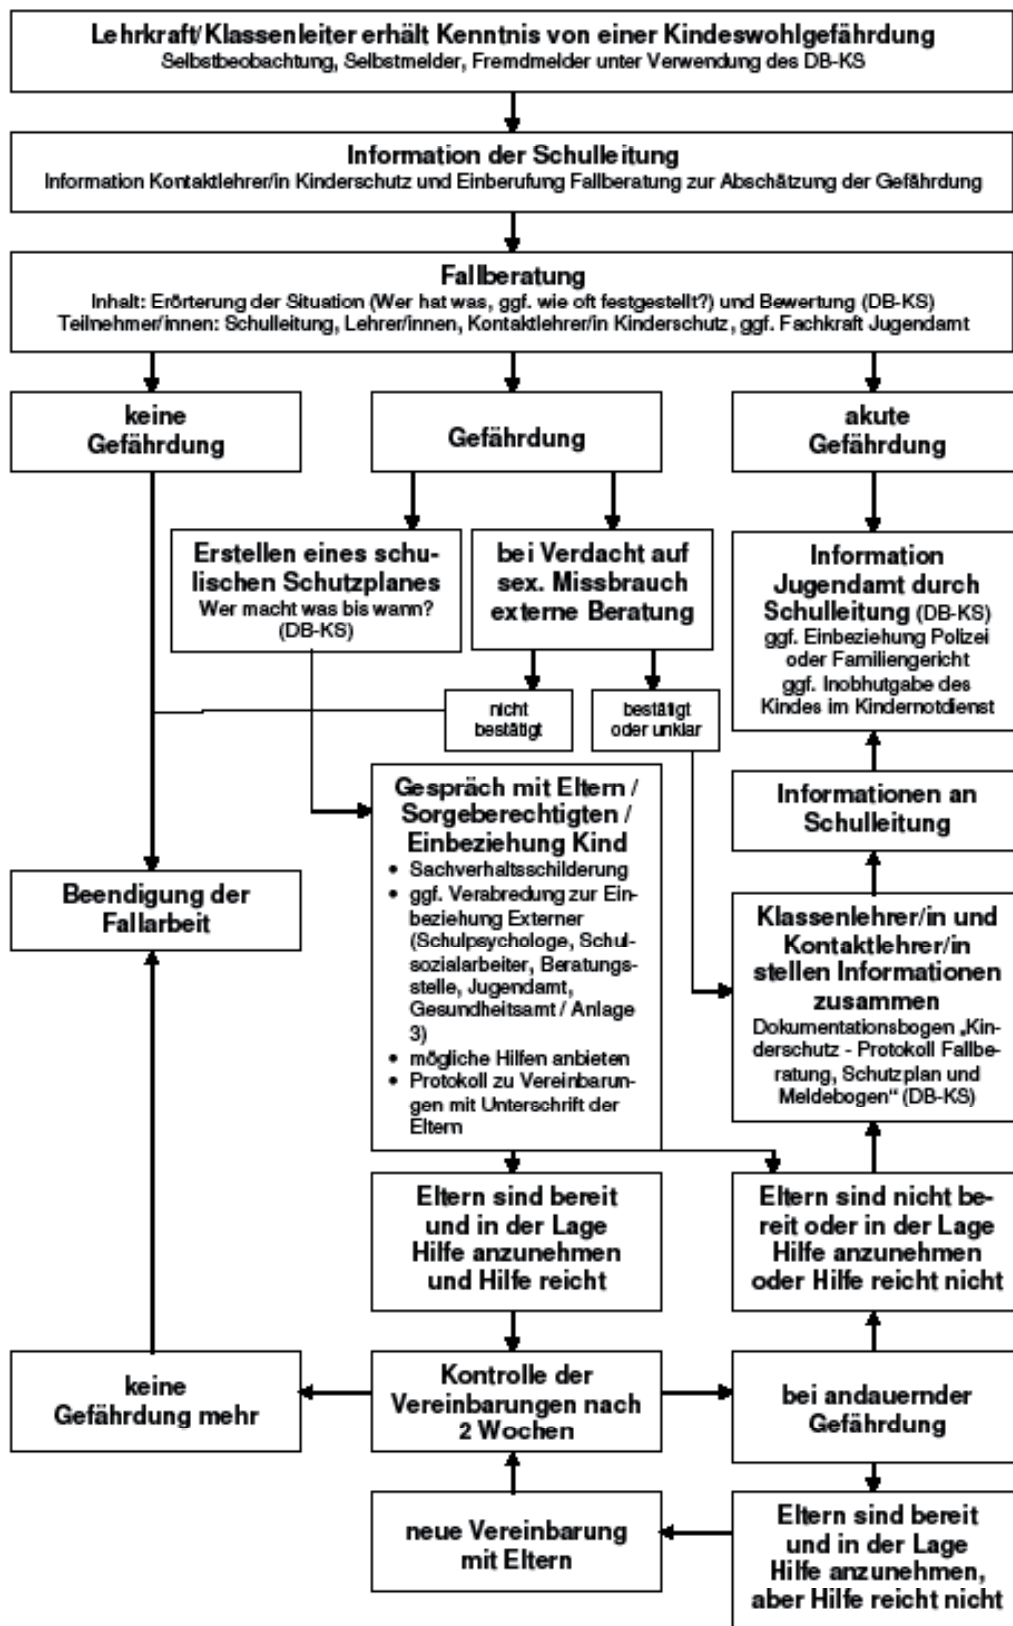 Lehrkraft/Klassenleiter erhält Kenntnis von einer Kindeswohlgefährdung
Selbstbeobachtung, Selbstmelder, Fremdmelder unter Verwendung des DB-KS
Information der Schulleitung
Information Kontaktlehrer/in Kinderschutz und Einberufung Fallberatung zur Abschätzung der Gefährdung
Fallberatung
Inhalt: Erörterung der Situation (Wer hat was, ggf. wie oft festgestellt?) und Bewertung (DB-KS)
Teilnehmer/innen: Schulleitung, Lehrer/innen, Kontaktlehrer/in Kinderschutz, ggf. Fachkraft Jugendamt
keine
Gefährdung
Gefährdung
akute
Gefährdung
Erstellen eines schu-
lischen Schutzplanes
Wer macht was bis wann?
(DB-KS)
bei Verdacht auf
sex. Missbrauch
externe Beratung
Information
Jugendamt durch
Schulleitung (DB-KS)
ggf. Einbeziehung Polizei
oder Familiengericht
ggf. Inobhutgabe des
Kindes im Kindernotdienst
nicht
bestätigt
bestätigt
oder unklar
Gespräch mit Eltern /
Sorgeberechtigten /
Einbeziehung Kind
• Sachverhaltsschilderung
• ggf. Verabredung zur Ein-
beziehung Externer
(Schulpsychologe, Schul-
sozialarbeiter, Beratungs-
stelle, Jugendamt,
Gesundheitsamt / Anlage
3)
• mögliche Hilfen anbieten
• Protokoll zu Vereinbarun-
gen mit Unterschrift der
Eltern
Informationen an
Schulleitung
Beendigung der
Fallarbeit
Klassenlehrer/in und
Kontaktlehrer/in
stellen Informationen
zusammen
Dokumentationsbogen „Kin-
derschutz - Protokoll Fallbe-
ratung, Schutzplan und
Meldebogen“ (DB-KS)
Eltern sind bereit
und in der Lage
Hilfe anzunehmen
und Hilfe reicht
Eltern sind nicht be-
reit oder in der Lage
Hilfe anzunehmen
oder Hilfe reicht nicht
keine
Gefährdung mehr
Kontrolle der
Vereinbarungen nach
2 Wochen
bei andauernder
Gefährdung
neue Vereinbarung
mit Eltern
Eltern sind bereit
und in der Lage
Hilfe anzunehmen,
aber Hilfe reicht nicht